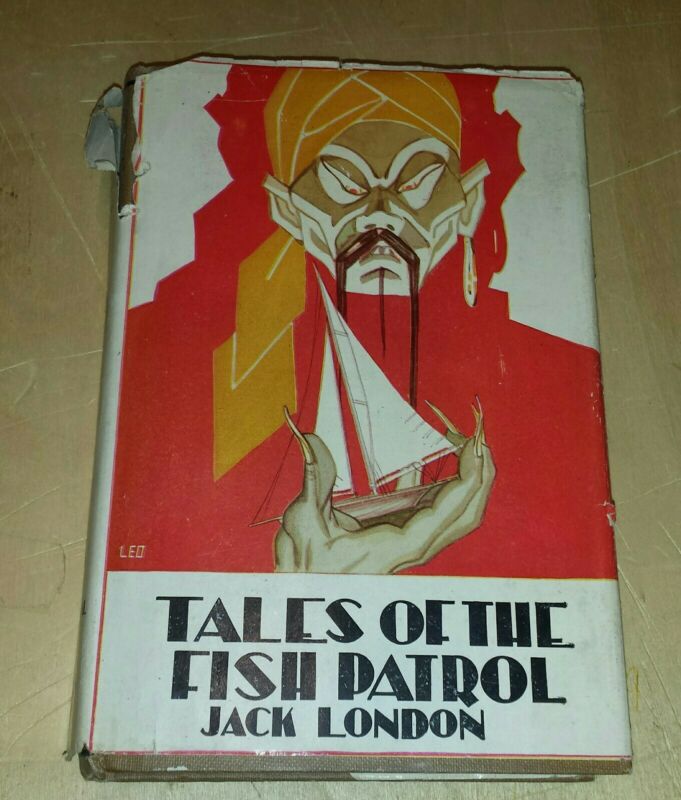 LEO
TALES OF THE
FISH PATROL
JACK LONDON